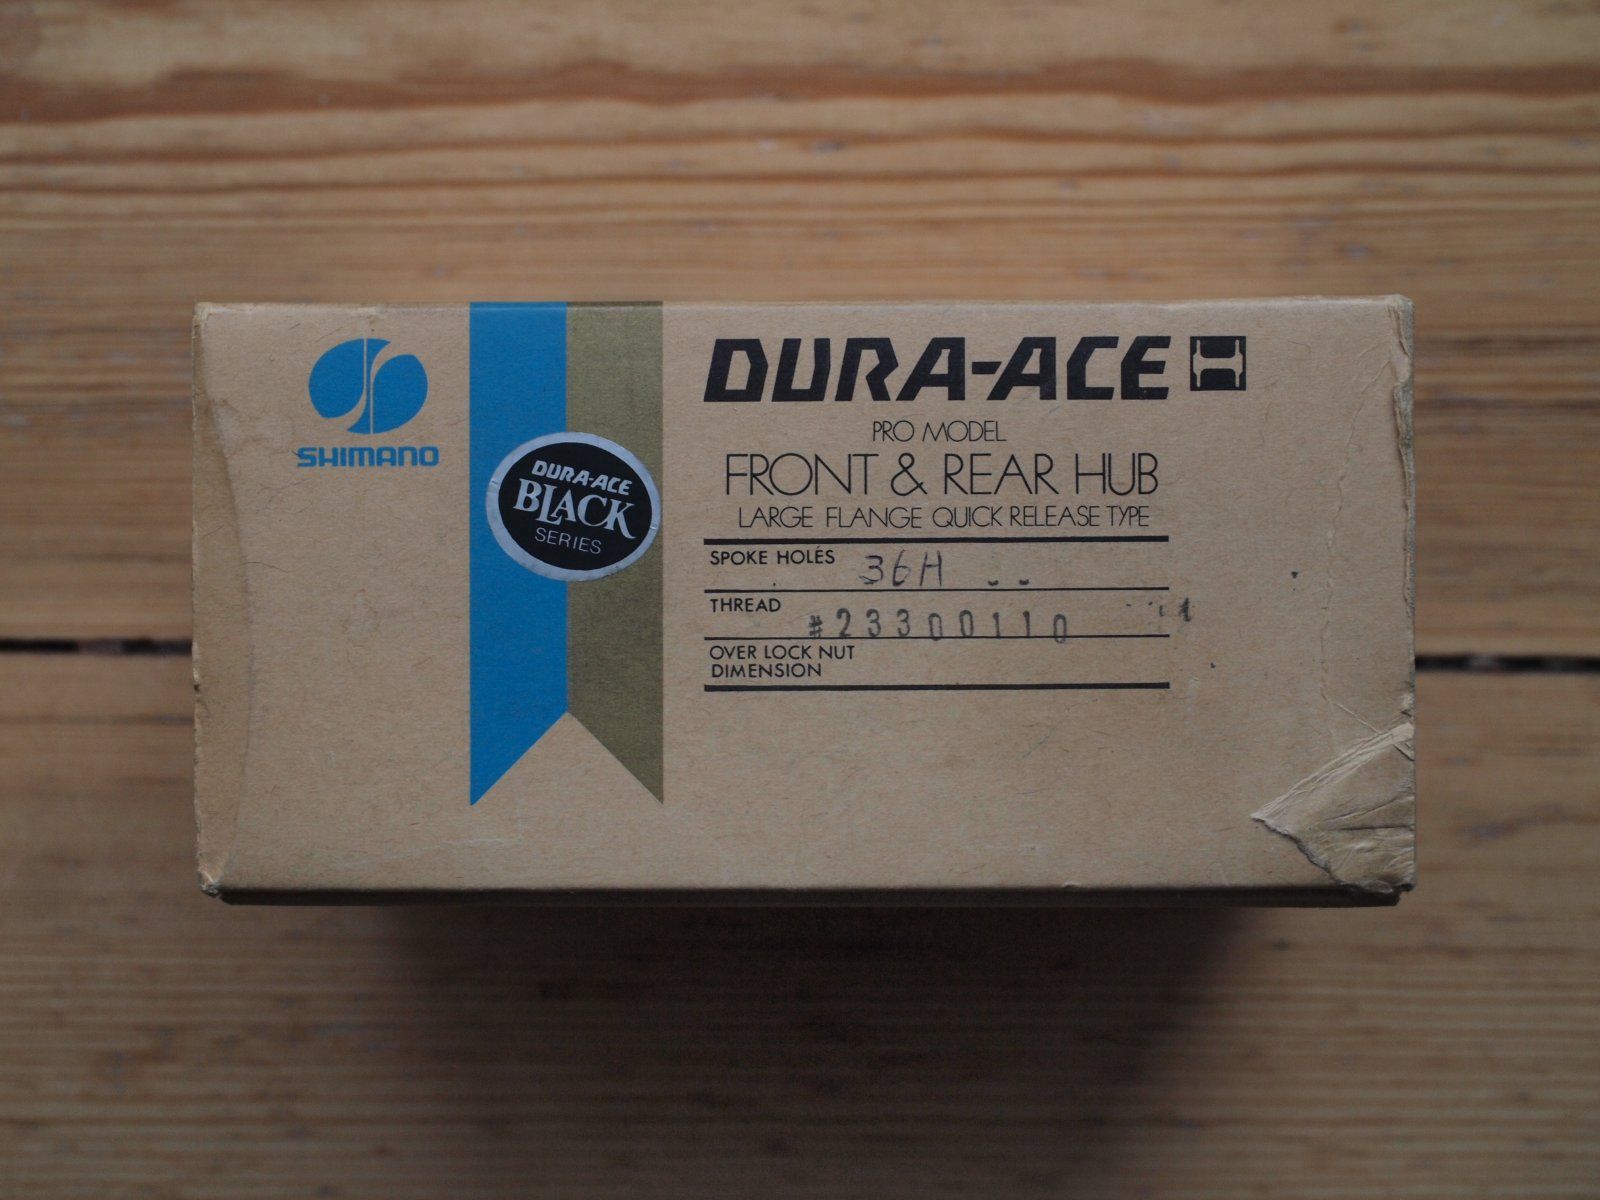 SHIMANO
DURA-ACE
BLACK
SERIES
DURA-ACE
PRO MODEL
FRONT & REAR HUB
LARGE FLANGE QUICK RELEASE TYPE
SPOKE HOLES 36H
THREAD #23300110
OVER LOCK NUT
DIMENSION